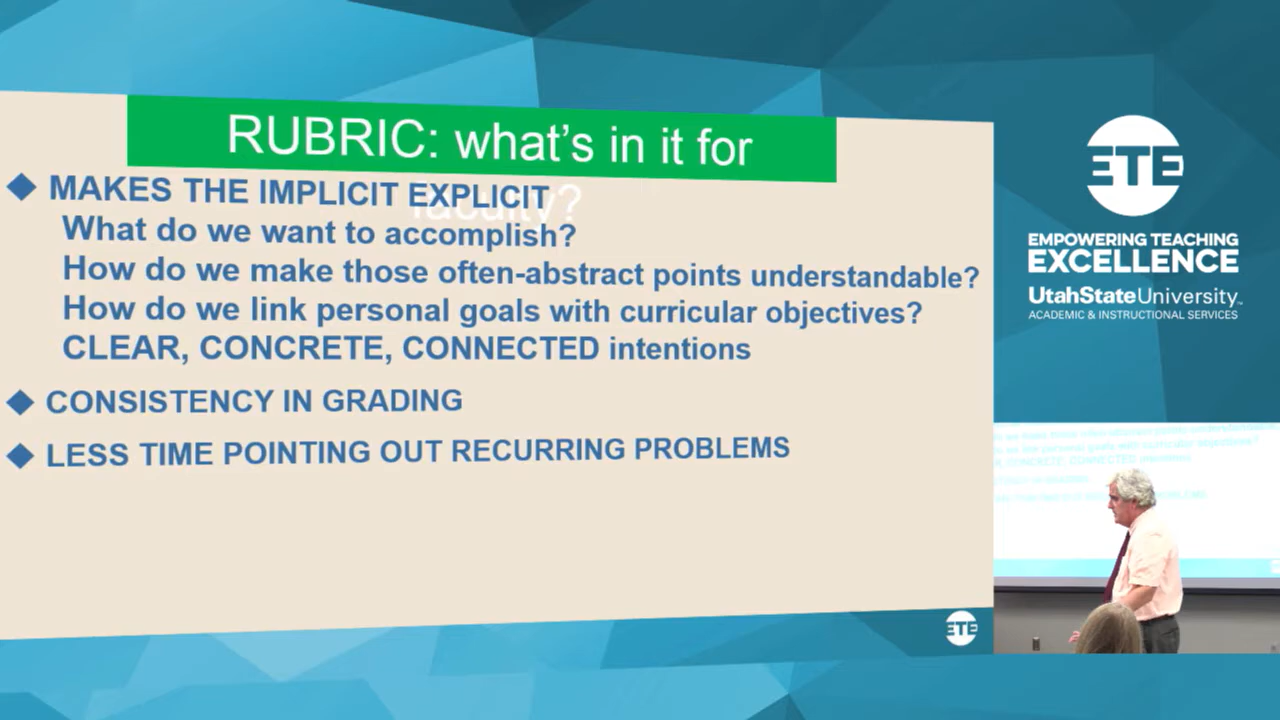 RUBRIC: what's in it for
faculty?
◆ MAKES THE IMPLICIT EXPLICIT
What do we want to accomplish?
How do we make those often-abstract points understandable?
How do we link personal goals with curricular objectives?
CLEAR, CONCRETE, CONNECTED intentions
◆ CONSISTENCY IN GRADING
◆ LESS TIME POINTING OUT RECURRING PROBLEMS
ETE
ETE
EMPOWERING TEACHING
EXCELLENCE
UtahStateUniversity
ACADEMIC & INSTRUCTIONAL SERVICES